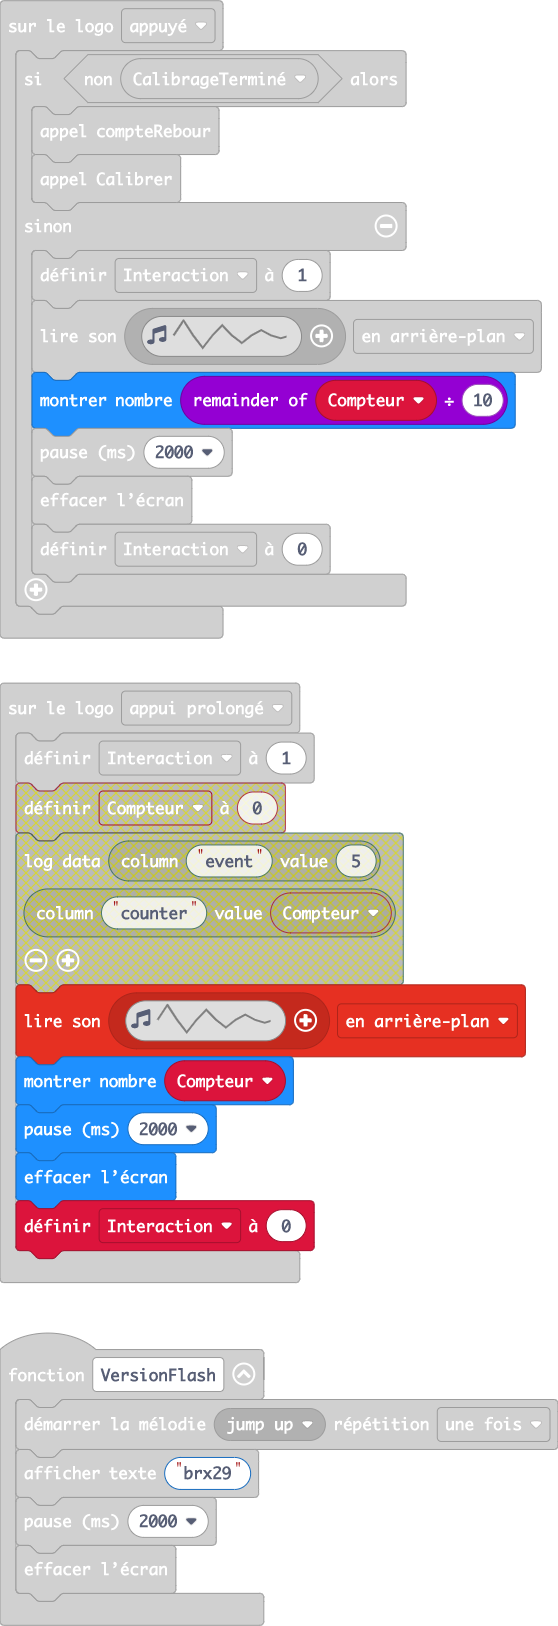 sur le logo appuyé
si non CalibrageTerminé alors
appel compteRebour
appel Calibrer
sinon
définir Interaction à 1
lire son en arrière-plan
montrer nombre remainder of Compteur ÷ 10
pause (ms) 2000
effacer l’écran
définir Interaction à 0
sur le logo appui prolongé
définir Interaction à 1
définir Compteur à 0
log data column "event" value 5
column "counter" value Compteur
lire son en arrière-plan
montrer nombre Compteur
pause (ms) 2000
effacer l’écran
définir Interaction à 0
fonction VersionFlash
démarrer la mélodie jump up répétition une fois
afficher texte "brx29"
pause (ms) 2000
effacer l’écran